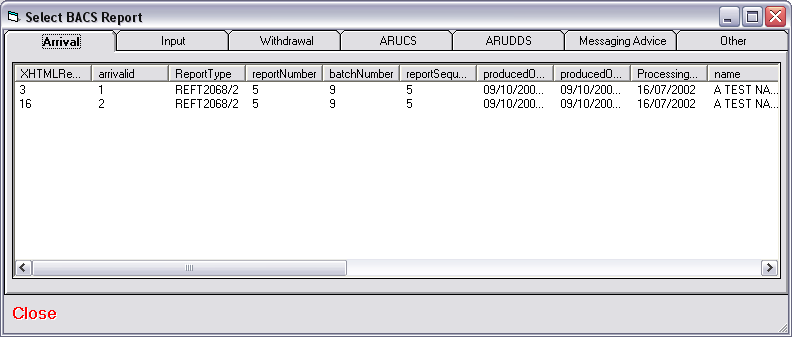 Select BACS Report
Arrival Input Withdrawal ARUCS ARUDDS Messaging Advice Other
XHTMLRe... arrivalid ReportType reportNumber batchNumber reportSequ... producedO... producedO... Processing... name
3 1 REFT2068/2 5 9 5 09/10/200... 09/10/200... 16/07/2002 A TEST NA...
16 2 REFT2068/2 5 9 5 09/10/200... 09/10/200... 16/07/2002 A TEST NA...
Close